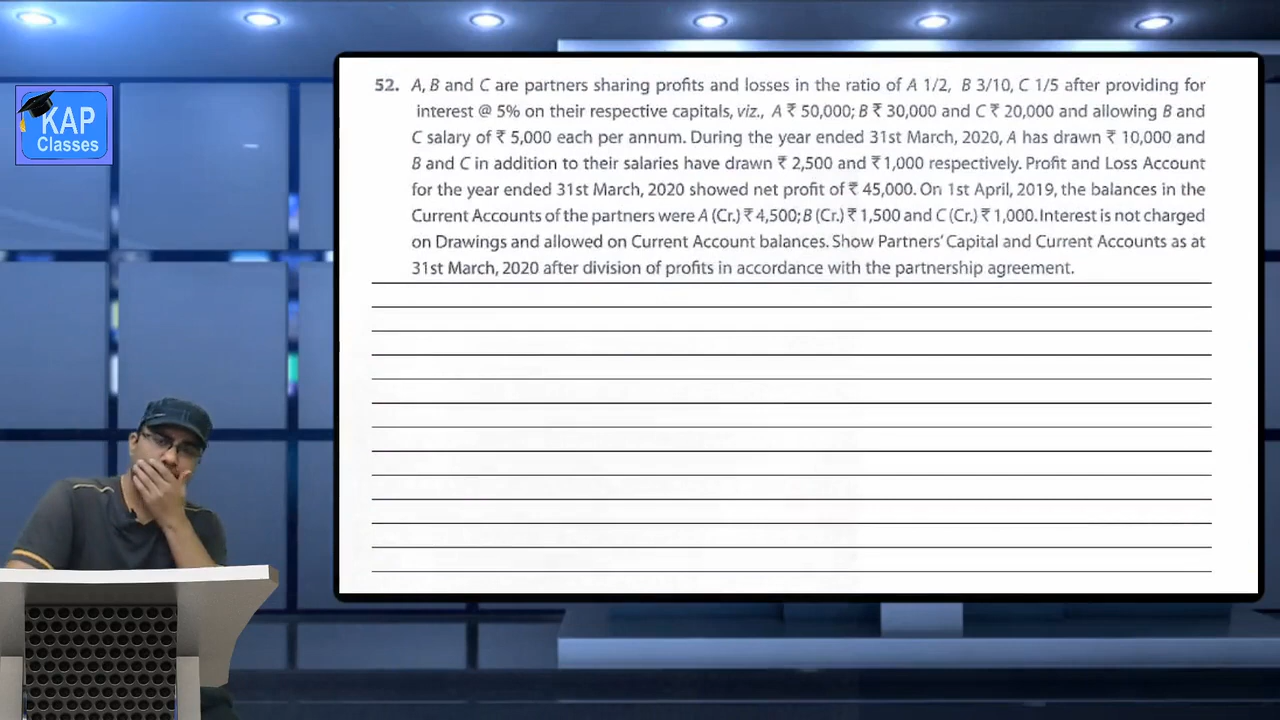 KAP
Classes
52. A, B and C are partners sharing profits and losses in the ratio of A 1/2, B 3/10, C 1/5 after providing for
interest @ 5% on their respective capitals, viz., A ₹ 50,000; B ₹ 30,000 and C ₹ 20,000 and allowing B and
C salary of ₹ 5,000 each per annum. During the year ended 31st March, 2020, A has drawn ₹ 10,000 and
B and C in addition to their salaries have drawn ₹ 2,500 and ₹ 1,000 respectively. Profit and Loss Account
for the year ended 31st March, 2020 showed net profit of ₹ 45,000. On 1st April, 2019, the balances in the
Current Accounts of the partners were A (Cr.) ₹ 4,500; B (Cr.) ₹ 1,500 and C (Cr.) ₹ 1,000. Interest is not charged
on Drawings and allowed on Current Account balances. Show Partners' Capital and Current Accounts as at
31st March, 2020 after division of profits in accordance with the partnership agreement.